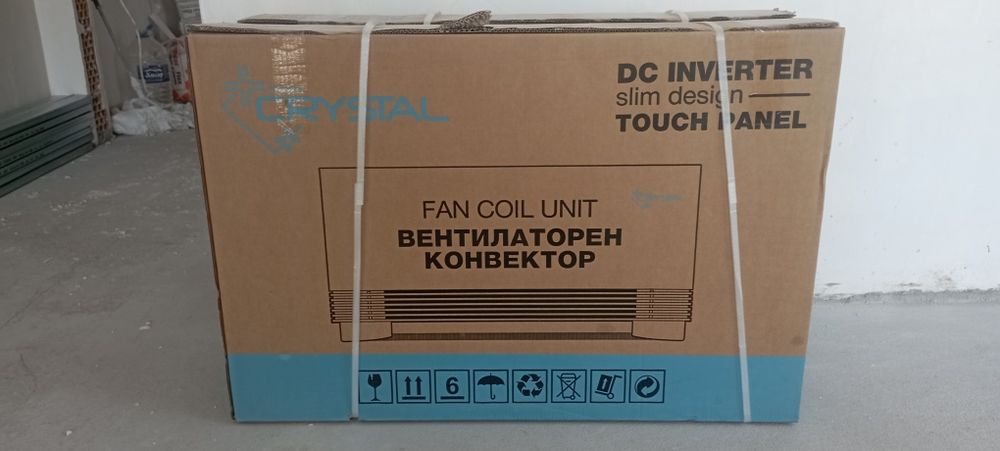 CRYSTAL
DC INVERTER
slim design
TOUCH PANEL
FAN COIL UNIT
ВЕНТИЛАТОРЕН
КОНВЕКТОР
6